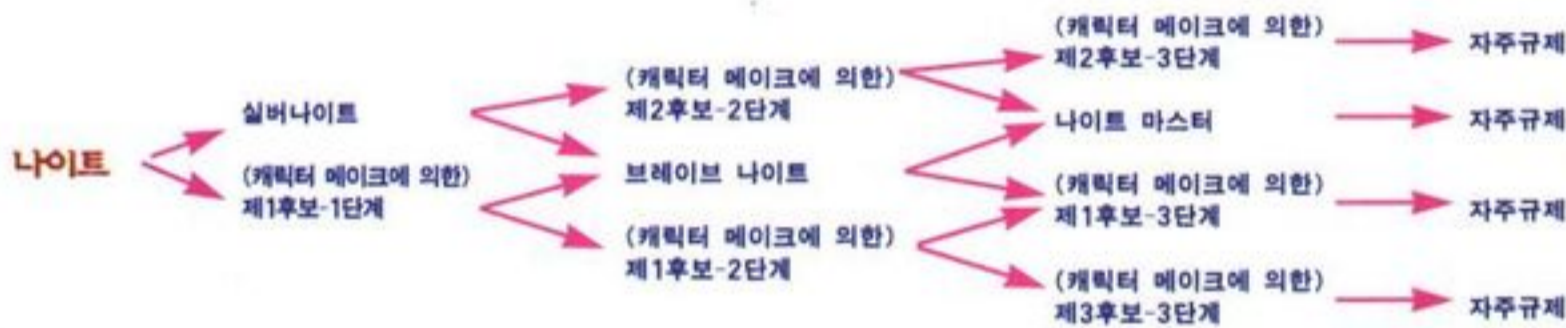 나이트
실버나이트
(캐릭터 메이크에 의한)
제1후보-1단계
(캐릭터 메이크에 의한)
제2후보-2단계
브레이브 나이트
(캐릭터 메이크에 의한)
제1후보-2단계
(캐릭터 메이크에 의한)
제2후보-3단계
나이트 마스터
(캐릭터 메이크에 의한)
제1후보-3단계
(캐릭터 메이크에 의한)
제3후보-3단계
자주규제
자주규제
자주규제
자주규제